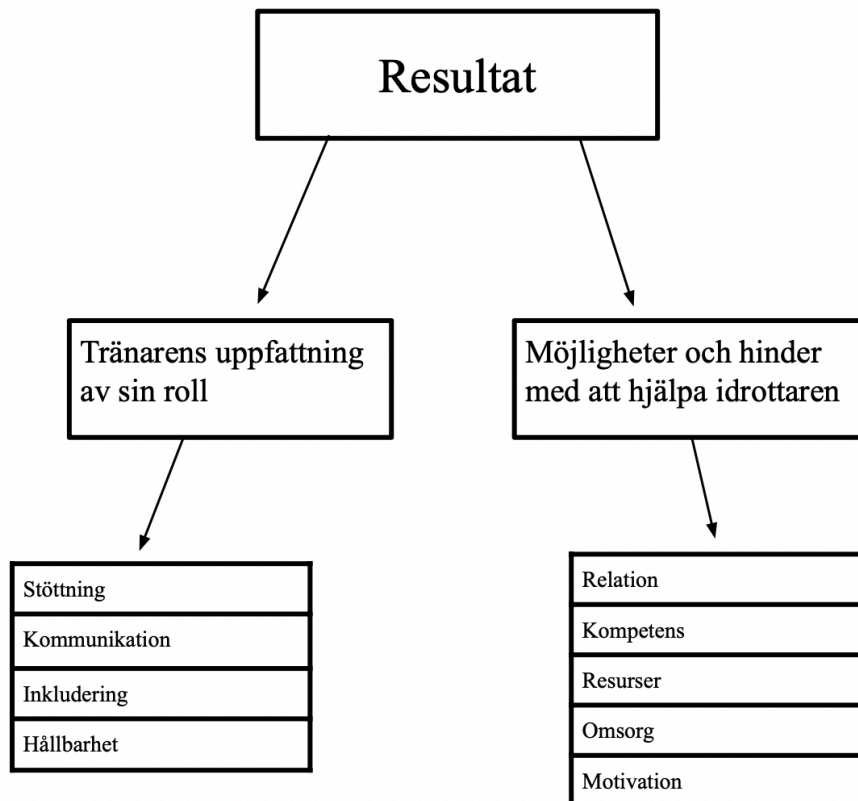 Resultat
Tränarens uppfattning
av sin roll
Möjligheter och hinder
med att hjälpa idrottaren
Stöttning
Kommunikation
Inkludering
Hållbarhet
Relation
Kompetens
Resurser
Omsorg
Motivation